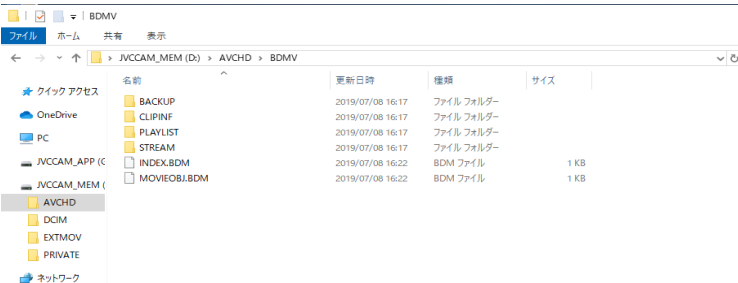 BDMV
ファイル ホーム 共有 表示
JVCCAM_MEM (D:) › AVCHD › BDMV
名前 更新日時 種類 サイズ
クイック アクセス
OneDrive
PC
JVCCAM_APP (C
JVCCAM_MEM (
AVCHD
DCIM
EXTMOV
PRIVATE
ネットワーク
BACKUP 2019/07/08 16:17 ファイル フォルダー
CLIPINF 2019/07/08 16:17 ファイル フォルダー
PLAYLIST 2019/07/08 16:17 ファイル フォルダー
STREAM 2019/07/08 16:17 ファイル フォルダー
INDEX.BDM 2019/07/08 16:22 BDM ファイル 1 KB
MOVIEOBJ.BDM 2019/07/08 16:22 BDM ファイル 1 KB